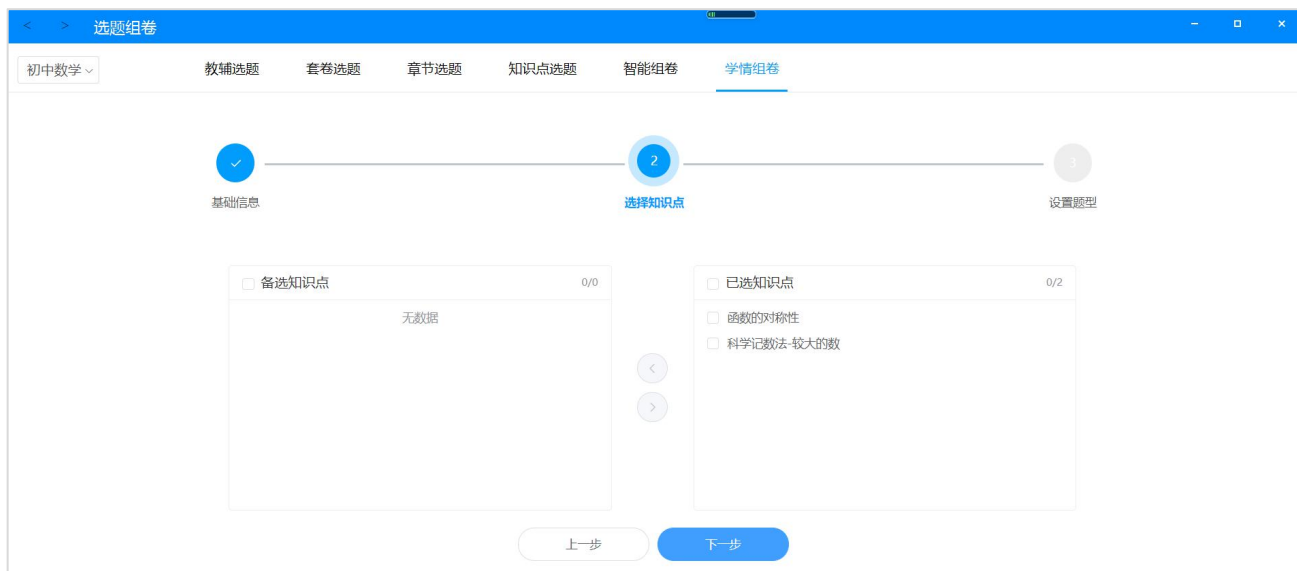 选题组卷
初中数学
教辅选题 套卷选题 章节选题 知识点选题 智能组卷 学情组卷
2
3
基础信息 选择知识点 设置题型
备选知识点 0/0
已选知识点 0/2
无数据
函数的对称性
科学记数法-较大的数
上一步 下一步